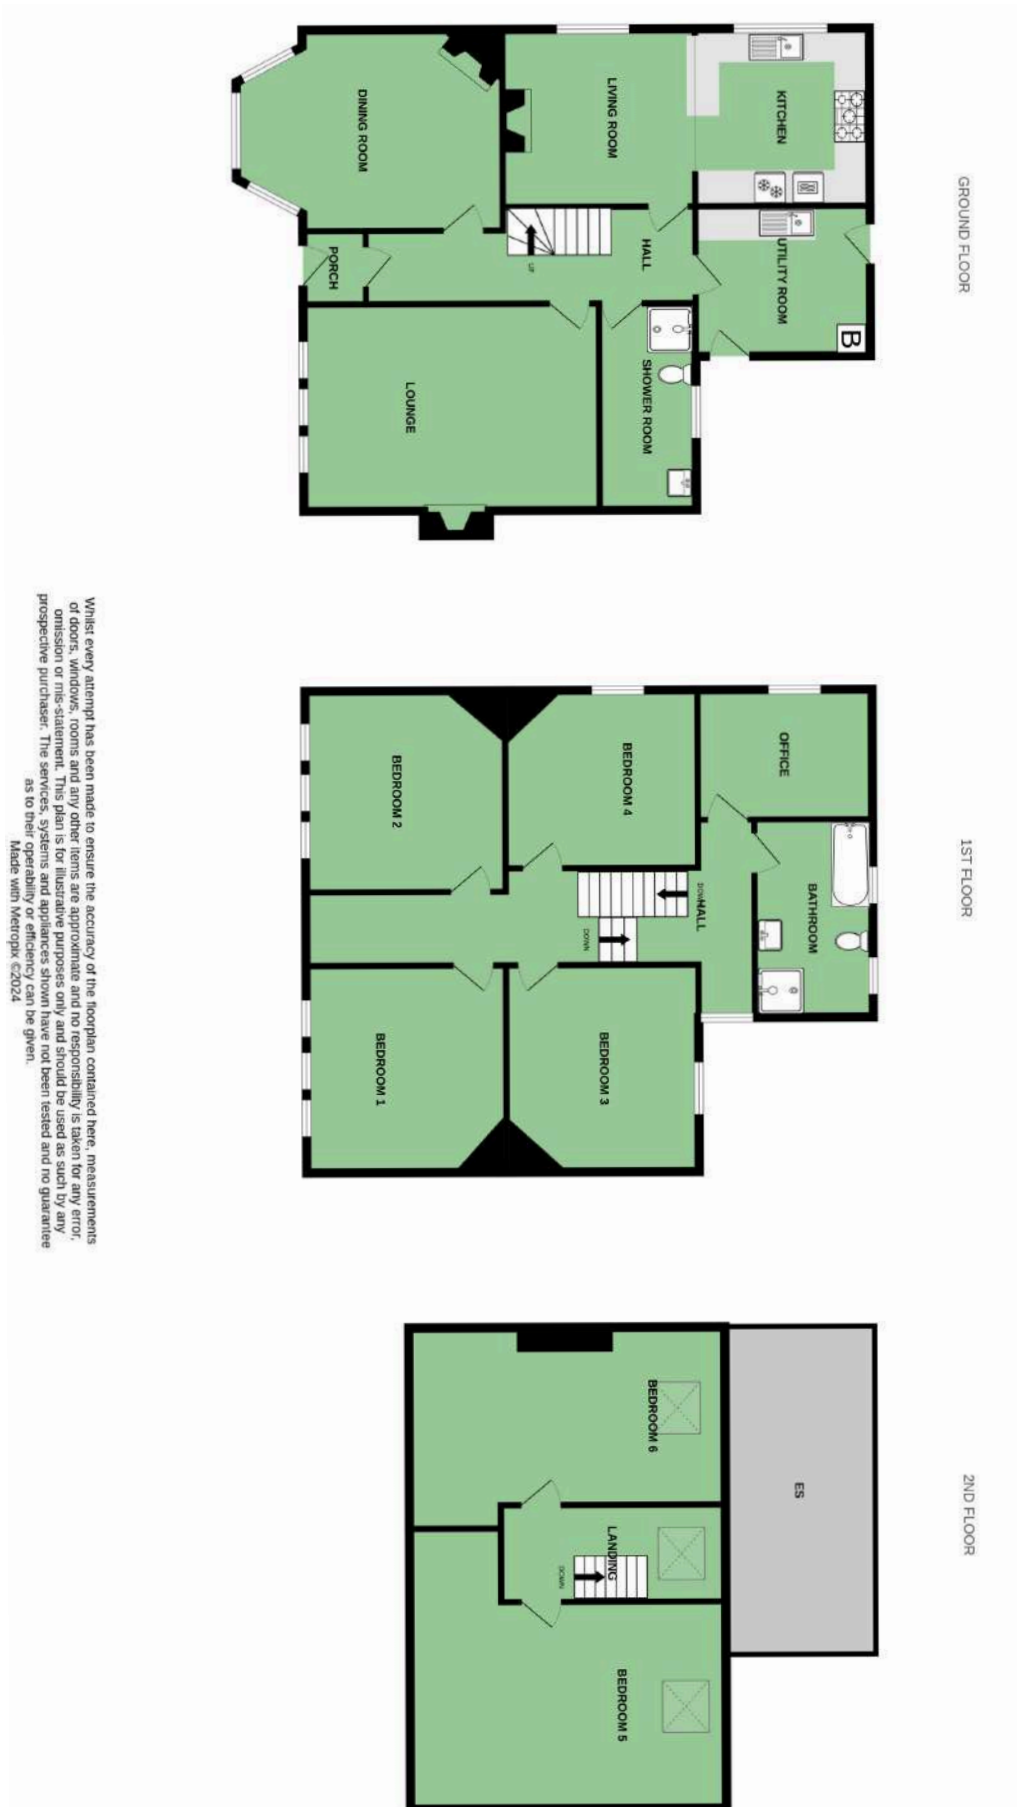 GROUND FLOOR
KITCHEN
LIVING ROOM
DINING ROOM
UTILITY ROOM
B
HALL
UP
PORCH
SHOWER ROOM
LOUNGE
1ST FLOOR
OFFICE
BEDROOM 4
BEDROOM 2
BATHROOM
HALL
DOWN
DOWN
BEDROOM 3
BEDROOM 1
2ND FLOOR
ES
BEDROOM 6
LANDING
DOWN
BEDROOM 5
Whilst every attempt has been made to ensure the accuracy of the floorplan contained here, measurements
of doors, windows, rooms and any other items are approximate and no responsibility is taken for any error,
omission or mis-statement. This plan is for illustrative purposes only and should be used as such by any
prospective purchaser. The services, systems and appliances shown have not been tested and no guarantee
as to their operability or efficiency can be given.
Made with Metropix ©2024